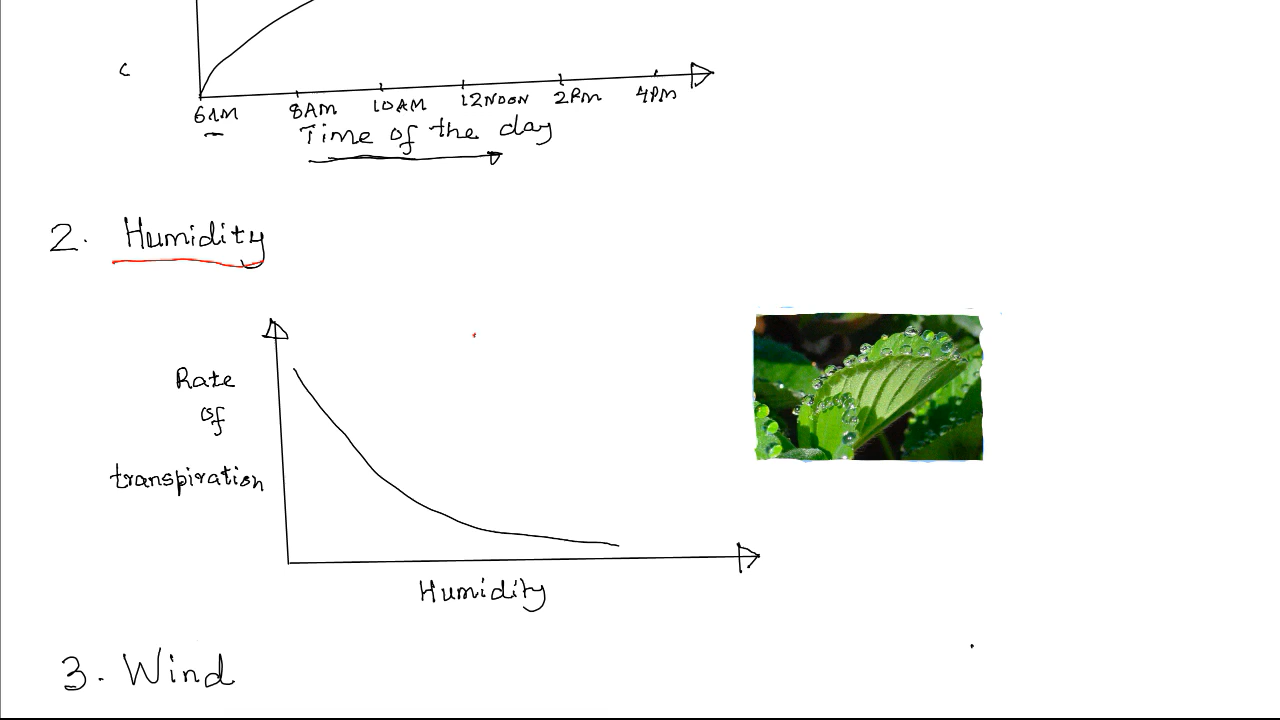 c
6AM 8AM 10AM 12NOON 2PM 4PM
Time of the day
2. Humidity
Rate
of
transpiration
Humidity
3. Wind